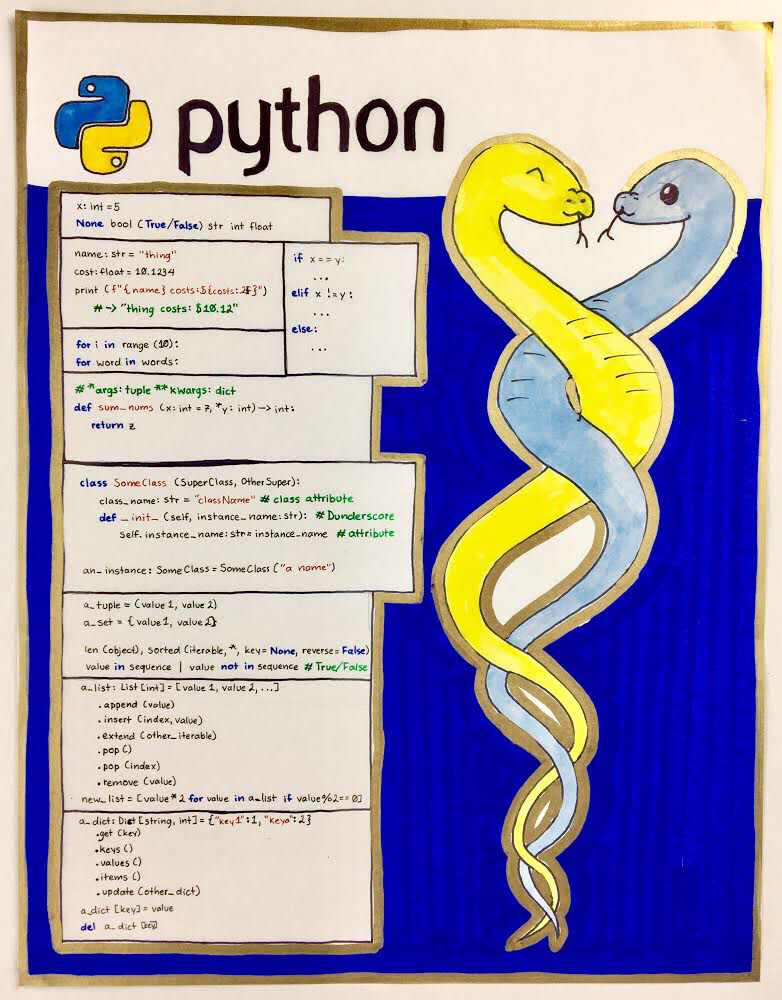 python
x: int = 5
None bool (True/False) str int float
name: str = "thing"
cost: float = 10.1234
print (f"{name} costs:${costs:.2f}")
# -> "thing costs: $10.12"
if x == y:
...
elif x != y:
...
else:
...
for i in range (10):
for word in words:
# *args: tuple ** kwargs: dict
def sum_nums (x: int = 7, *y: int) -> int:
return z
class SomeClass (SuperClass, OtherSuper):
class_name: str = "className" # class attribute
def _init_ (self, instance_name: str): # Dunderscore
self.instance_name: str = instance_name # attribute
an_instance: SomeClass = SomeClass ("a name")
a_tuple = (value 1, value 2)
a_set = {value 1, value 2}
len (object), sorted (iterable, *, key= None, reverse= False)
value in sequence | value not in sequence # True/False
a_list: List [int] = [value 1, value 2, ...]
.append (value)
.insert (index, value)
.extend (other_iterable)
.pop ()
.pop (index)
.remove (value)
new_list = [value * 2 for value in a_list if value % 2 == 0]
a_dict: Dict [string, int] = {"key1": 1, "keya": 2}
.get (key)
.keys ()
.values ()
.items ()
.update (other_dict)
a_dict [key] = value
del a_dict [key]